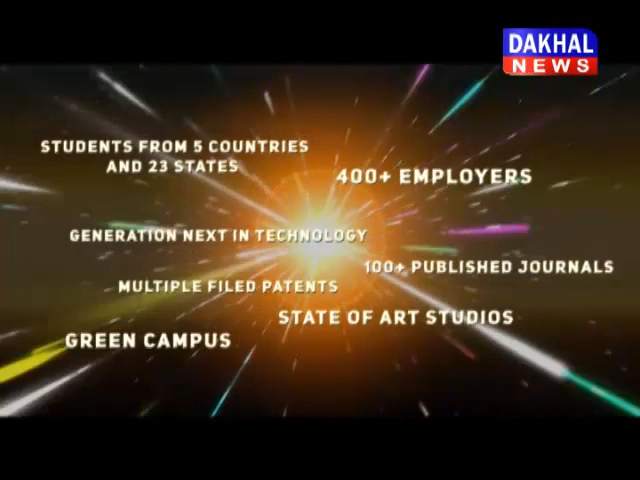 DAKHAL
NEWS
STUDENTS FROM 5 COUNTRIES
AND 23 STATES
400+ EMPLOYERS
GENERATION NEXT IN TECHNOLOGY
100+ PUBLISHED JOURNALS
MULTIPLE FILED PATENTS
STATE OF ART STUDIOS
GREEN CAMPUS